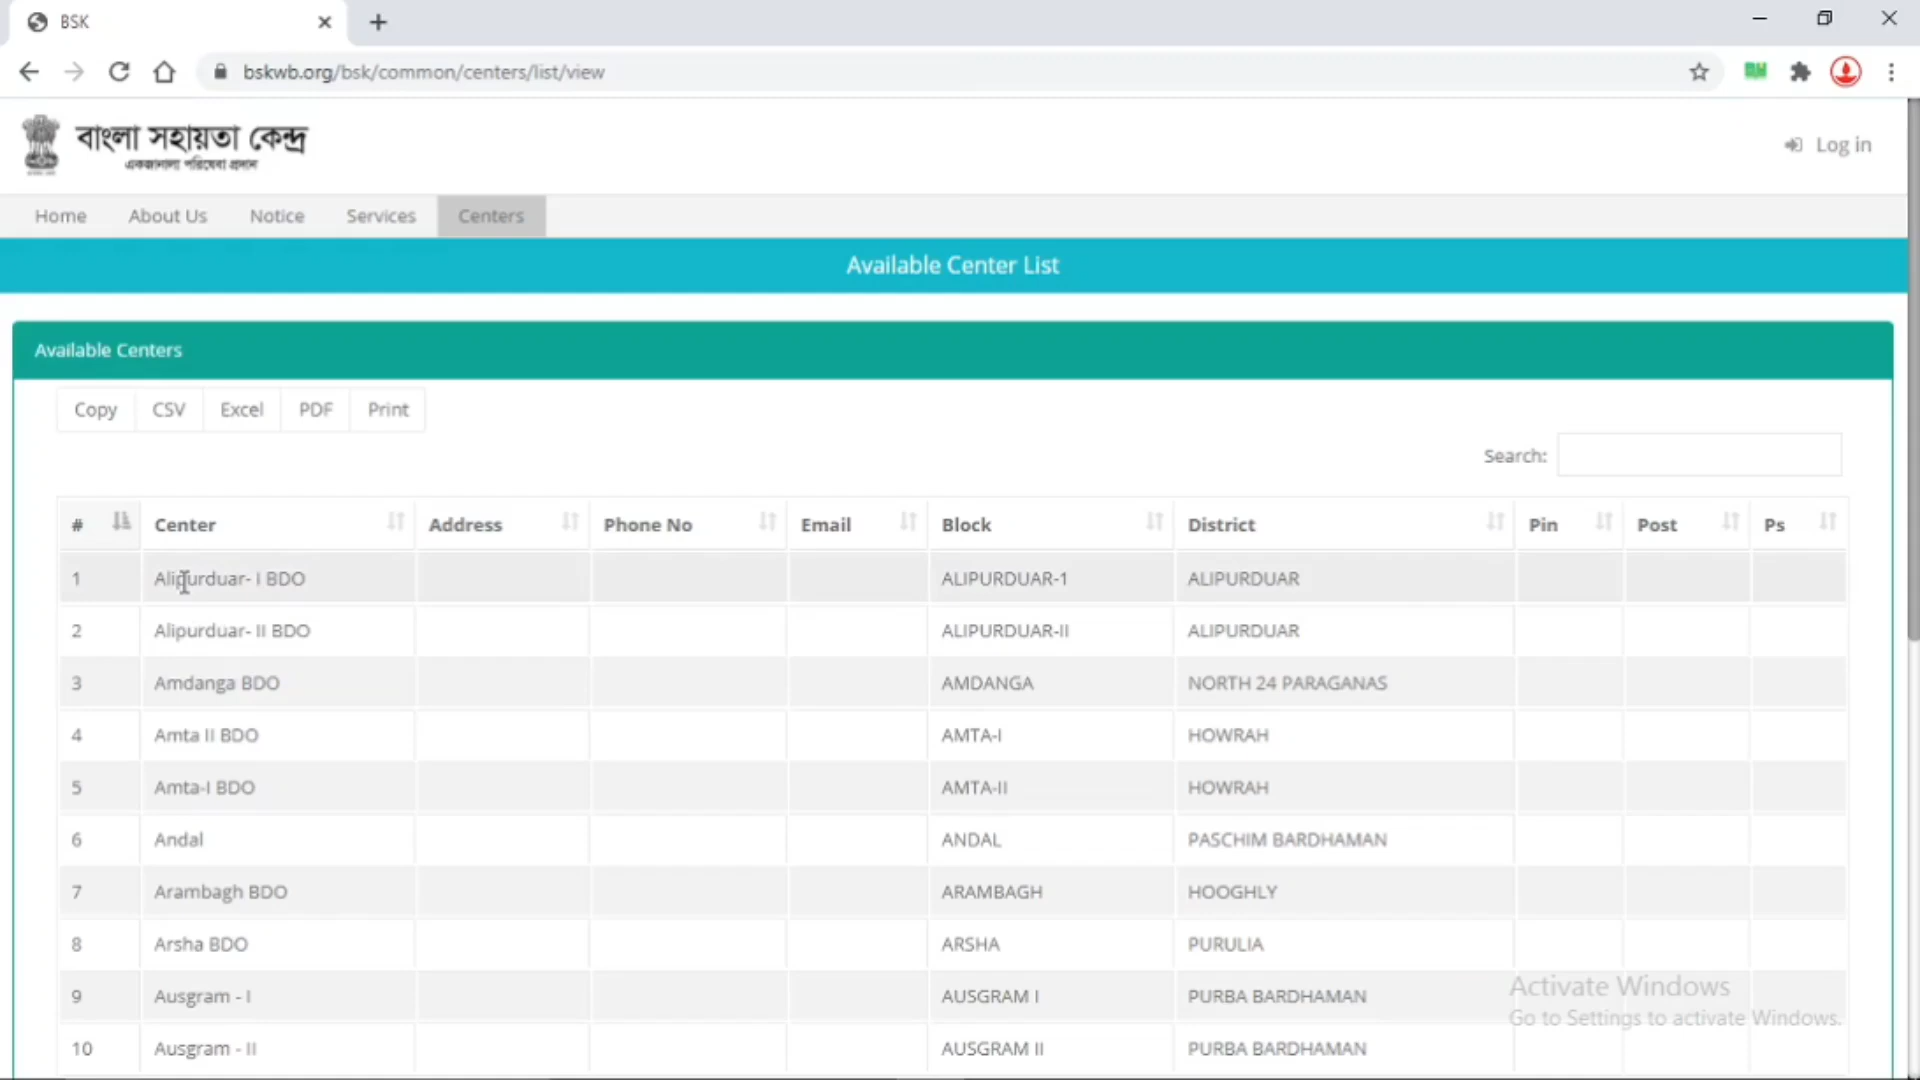 BSK
bskwb.org/bsk/common/centers/list/view
বাংলা সহায়তা কেন্দ্র
একজানালা পরিষেবা প্রদান
Log in
Home About Us Notice Services Centers
Available Center List
Available Centers
Copy CSV Excel PDF Print
Search:
# Center Address Phone No Email Block District Pin Post Ps
1 Alipurduar- I BDO ALIPURDUAR-1 ALIPURDUAR
2 Alipurduar- II BDO ALIPURDUAR-II ALIPURDUAR
3 Amdanga BDO AMDANGA NORTH 24 PARAGANAS
4 Amta II BDO AMTA-I HOWRAH
5 Amta-I BDO AMTA-II HOWRAH
6 Andal ANDAL PASCHIM BARDHAMAN
7 Arambagh BDO ARAMBAGH HOOGHLY
8 Arsha BDO ARSHA PURULIA
9 Ausgram - I AUSGRAM I PURBA BARDHAMAN
10 Ausgram - II AUSGRAM II PURBA BARDHAMAN
Activate Windows
Go to Settings to activate Windows.